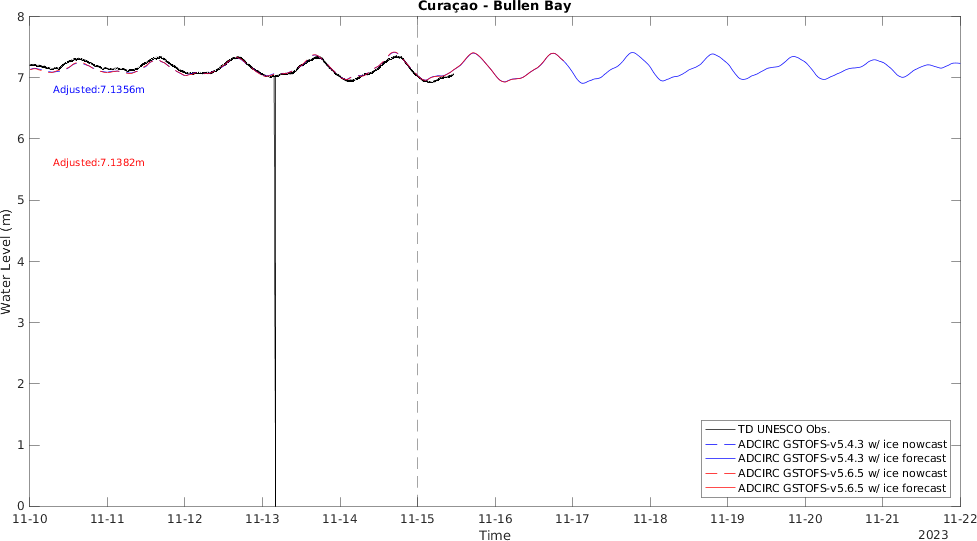 Curaçao - Bullen Bay
8
7
6
5
4
3
2
1
0
Water Level (m)
Adjusted:7.1356m
Adjusted:7.1382m
TD UNESCO Obs.
ADCIRC GSTOFS-v5.4.3 w/ ice nowcast
ADCIRC GSTOFS-v5.4.3 w/ ice forecast
ADCIRC GSTOFS-v5.6.5 w/ ice nowcast
ADCIRC GSTOFS-v5.6.5 w/ ice forecast
11-10 11-11 11-12 11-13 11-14 11-15 11-16 11-17 11-18 11-19 11-20 11-21 11-22
Time
2023